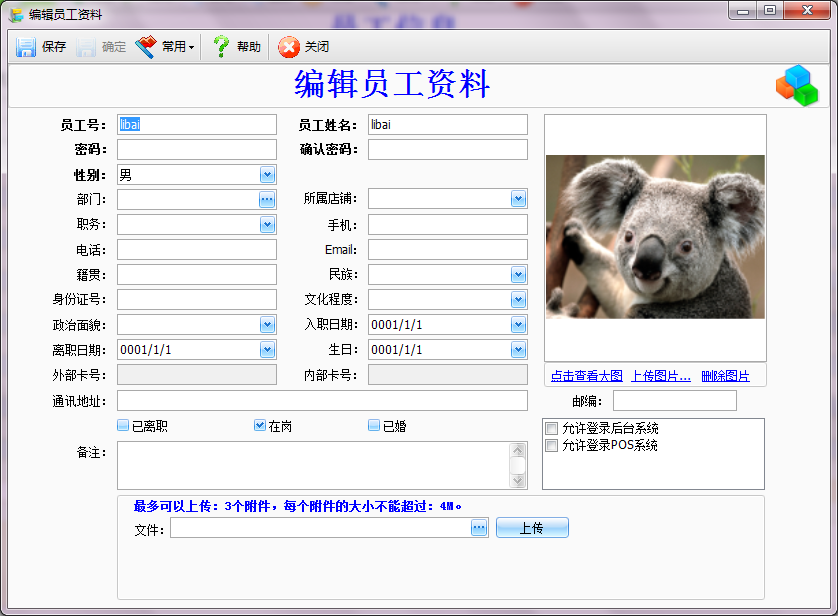 编辑员工资料
保存 确定 常用 帮助 关闭
编辑员工资料
员工号： libai 员工姓名： libai
密码： 确认密码：
性别： 男
部门： 所属店铺：
职务： 手机：
电话： Email:
籍贯： 民族：
身份证号： 文化程度：
政治面貌： 入职日期： 0001/1/1
离职日期： 0001/1/1 生日： 0001/1/1
外部卡号： 内部卡号：
点击查看大图 上传图片... 删除图片
通讯地址： 邮编：
已离职 在岗 已婚
允许登录后台系统
允许登录POS系统
备注：
最多可以上传：3个附件，每个附件的大小不能超过：4M。
文件： 上传